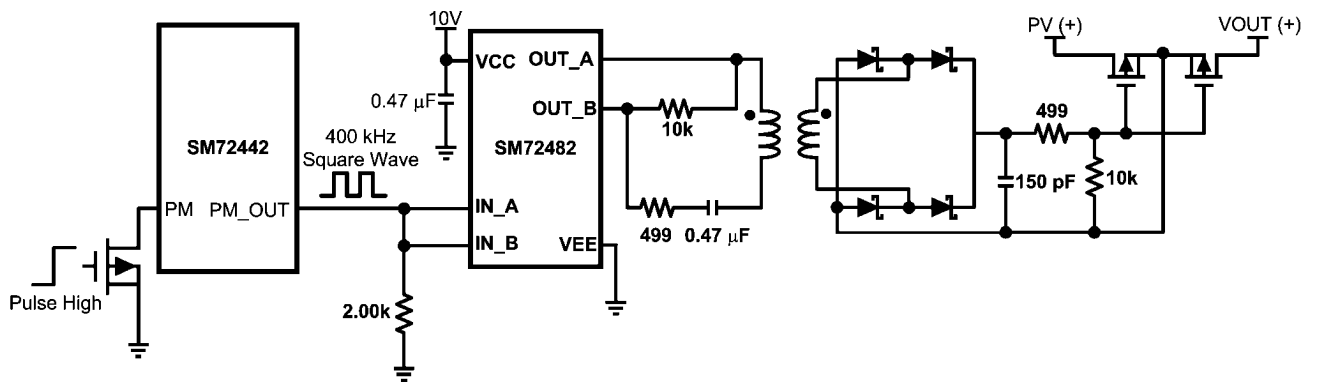 10V
PV (+)
VOUT (+)
VCC
OUT_A
0.47 μF
OUT_B
499
10k
SM72442
400 kHz
Square Wave
SM72482
150 pF
10k
PM
PM_OUT
IN_A
IN_B
VEE
499
0.47 μF
Pulse High
2.00k